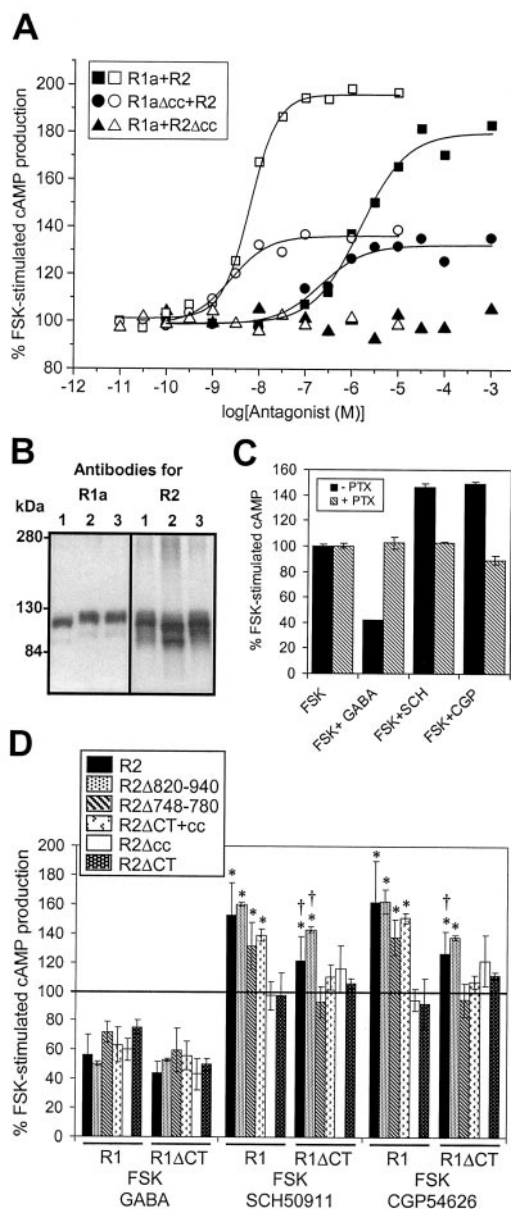 A
R1a+R2
R1aΔcc+R2
R1a+R2Δcc
% FSK-stimulated cAMP production
200
180
160
140
120
100
80
-12 -11 -10 -9 -8 -7 -6 -5 -4 -3
log[Antagonist (M)]
B
Antibodies for
R1a R2
kDa 1 2 3 1 2 3
280
130
84
C
% FSK-stimulated cAMP
160
140
120
100
80
60
40
20
0
- PTX
+ PTX
FSK
FSK+ GABA
FSK+SCH
FSK+CGP
D
R2
R2Δ820-940
R2Δ748-780
R2ΔCT+cc
R2Δcc
R2ΔCT
% FSK-stimulated cAMP production
200
180
160
140
120
100
80
60
40
20
0
* * * * †* †* * * * * †* *
R1 R1ΔCT R1 R1ΔCT R1 R1ΔCT
FSK FSK FSK
GABA SCH50911 CGP54626